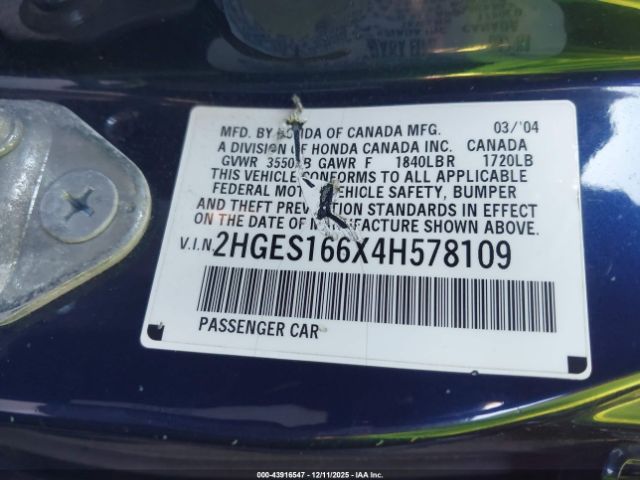 MFD. BY HONDA OF CANADA MFG. 03/'04
A DIVISION OF HONDA CANADA INC. CANADA
GVWR 3550LB GAWR F 1840LB R 1720LB
THIS VEHICLE CONFORMS TO ALL APPLICABLE
FEDERAL MOTOR VEHICLE SAFETY, BUMPER
AND THEFT PREVENTION STANDARDS IN EFFECT
ON THE DATE OF MANUFACTURE SHOWN ABOVE.
V.I.N. 2HGES166X4H578109
PASSENGER CAR
000-43916547 - 12/11/2025 - IAA Inc.